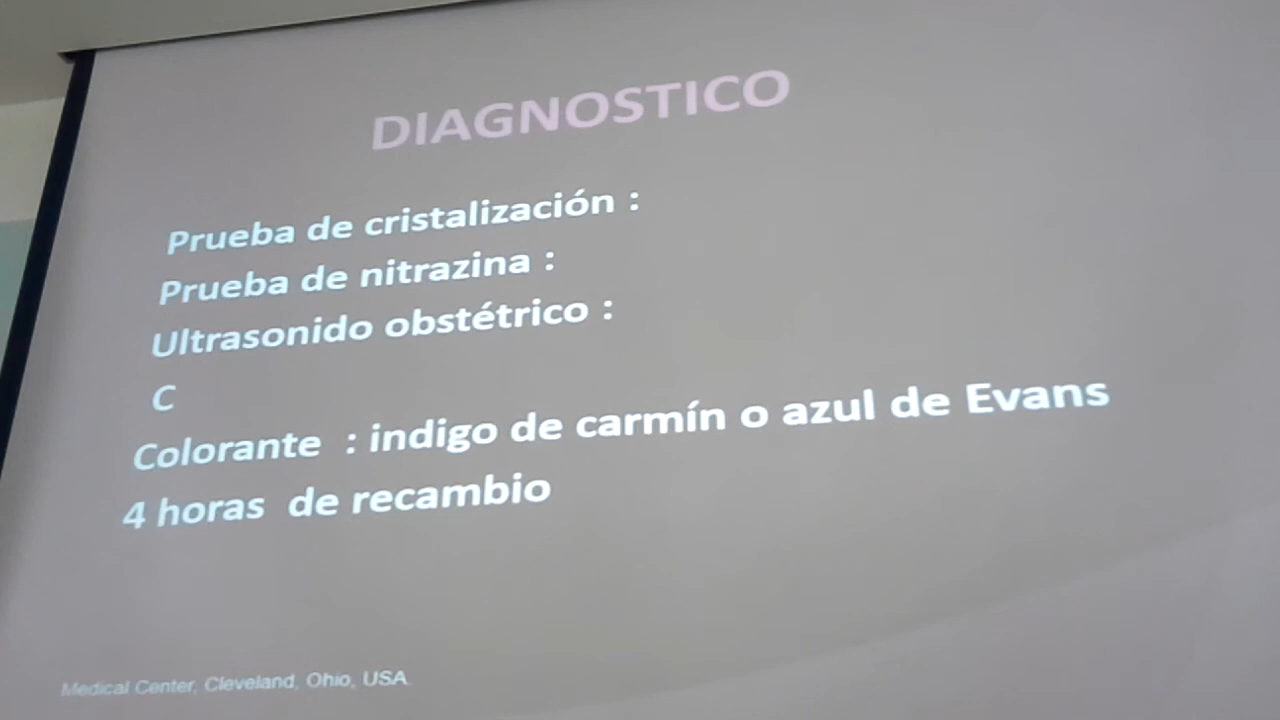 DIAGNOSTICO
Prueba de cristalización :
Prueba de nitrazina :
Ultrasonido obstétrico :
C
Colorante : indigo de carmín o azul de Evans
4 horas de recambio
Medical Center, Cleveland, Ohio, USA